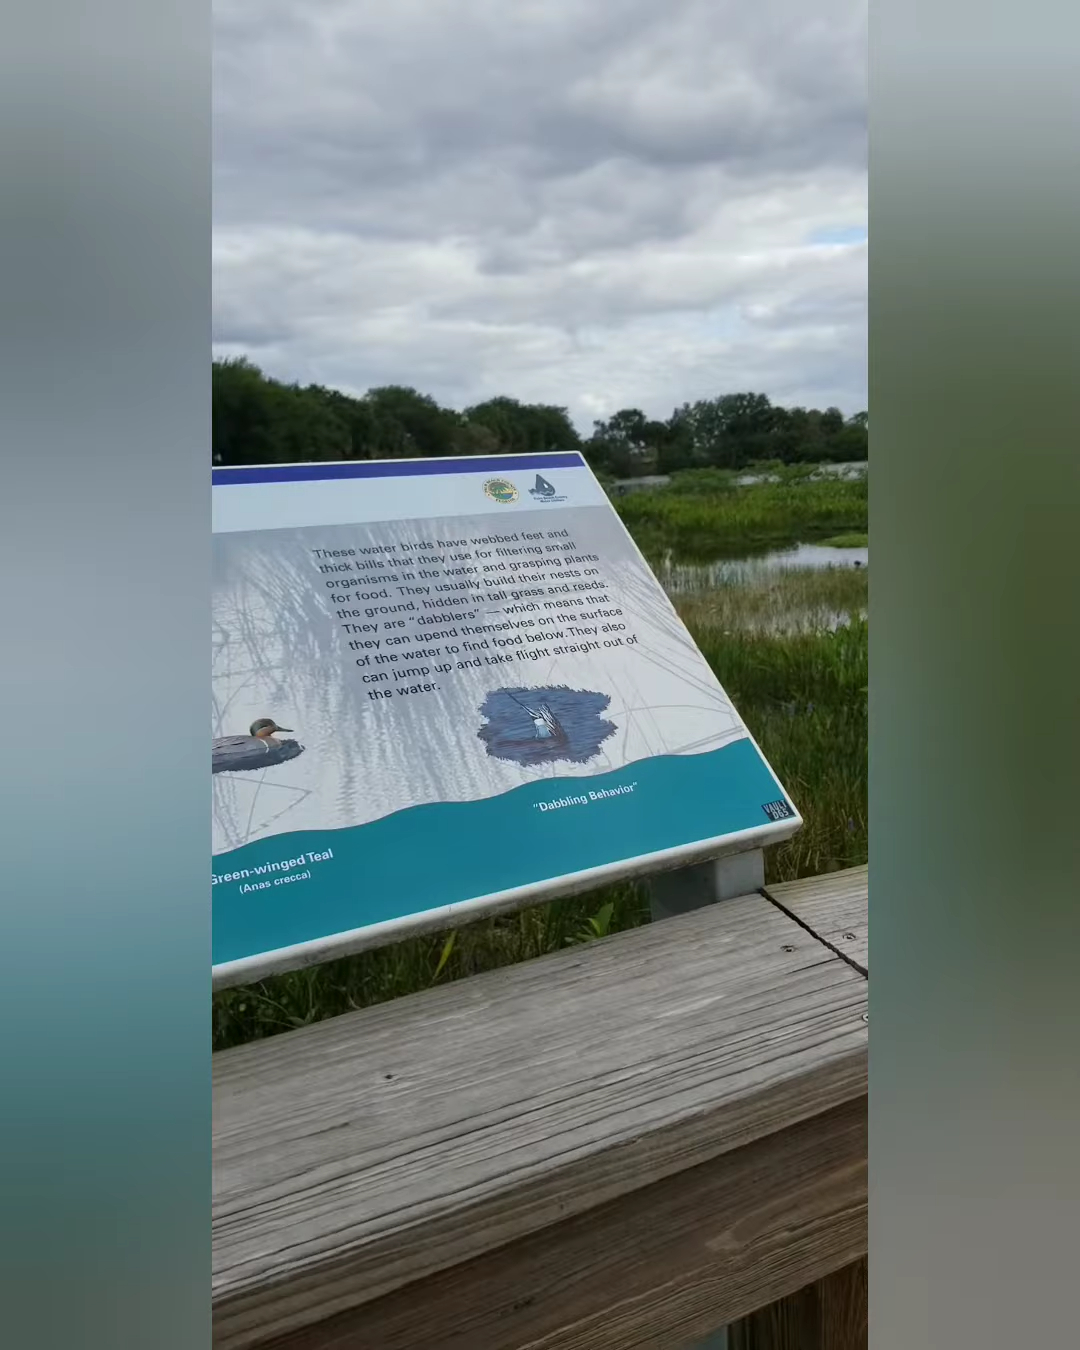 These water birds have webbed feet and
thick bills that they use for filtering small
organisms in the water and grasping plants
for food. They usually build their nests on
the ground, hidden in tall grass and reeds.
They are “dabblers” — which means that
they can upend themselves on the surface
of the water to find food below.They also
can jump up and take flight straight out of
the water.
"Dabbling Behavior"
Green-winged Teal
(Anas crecca)